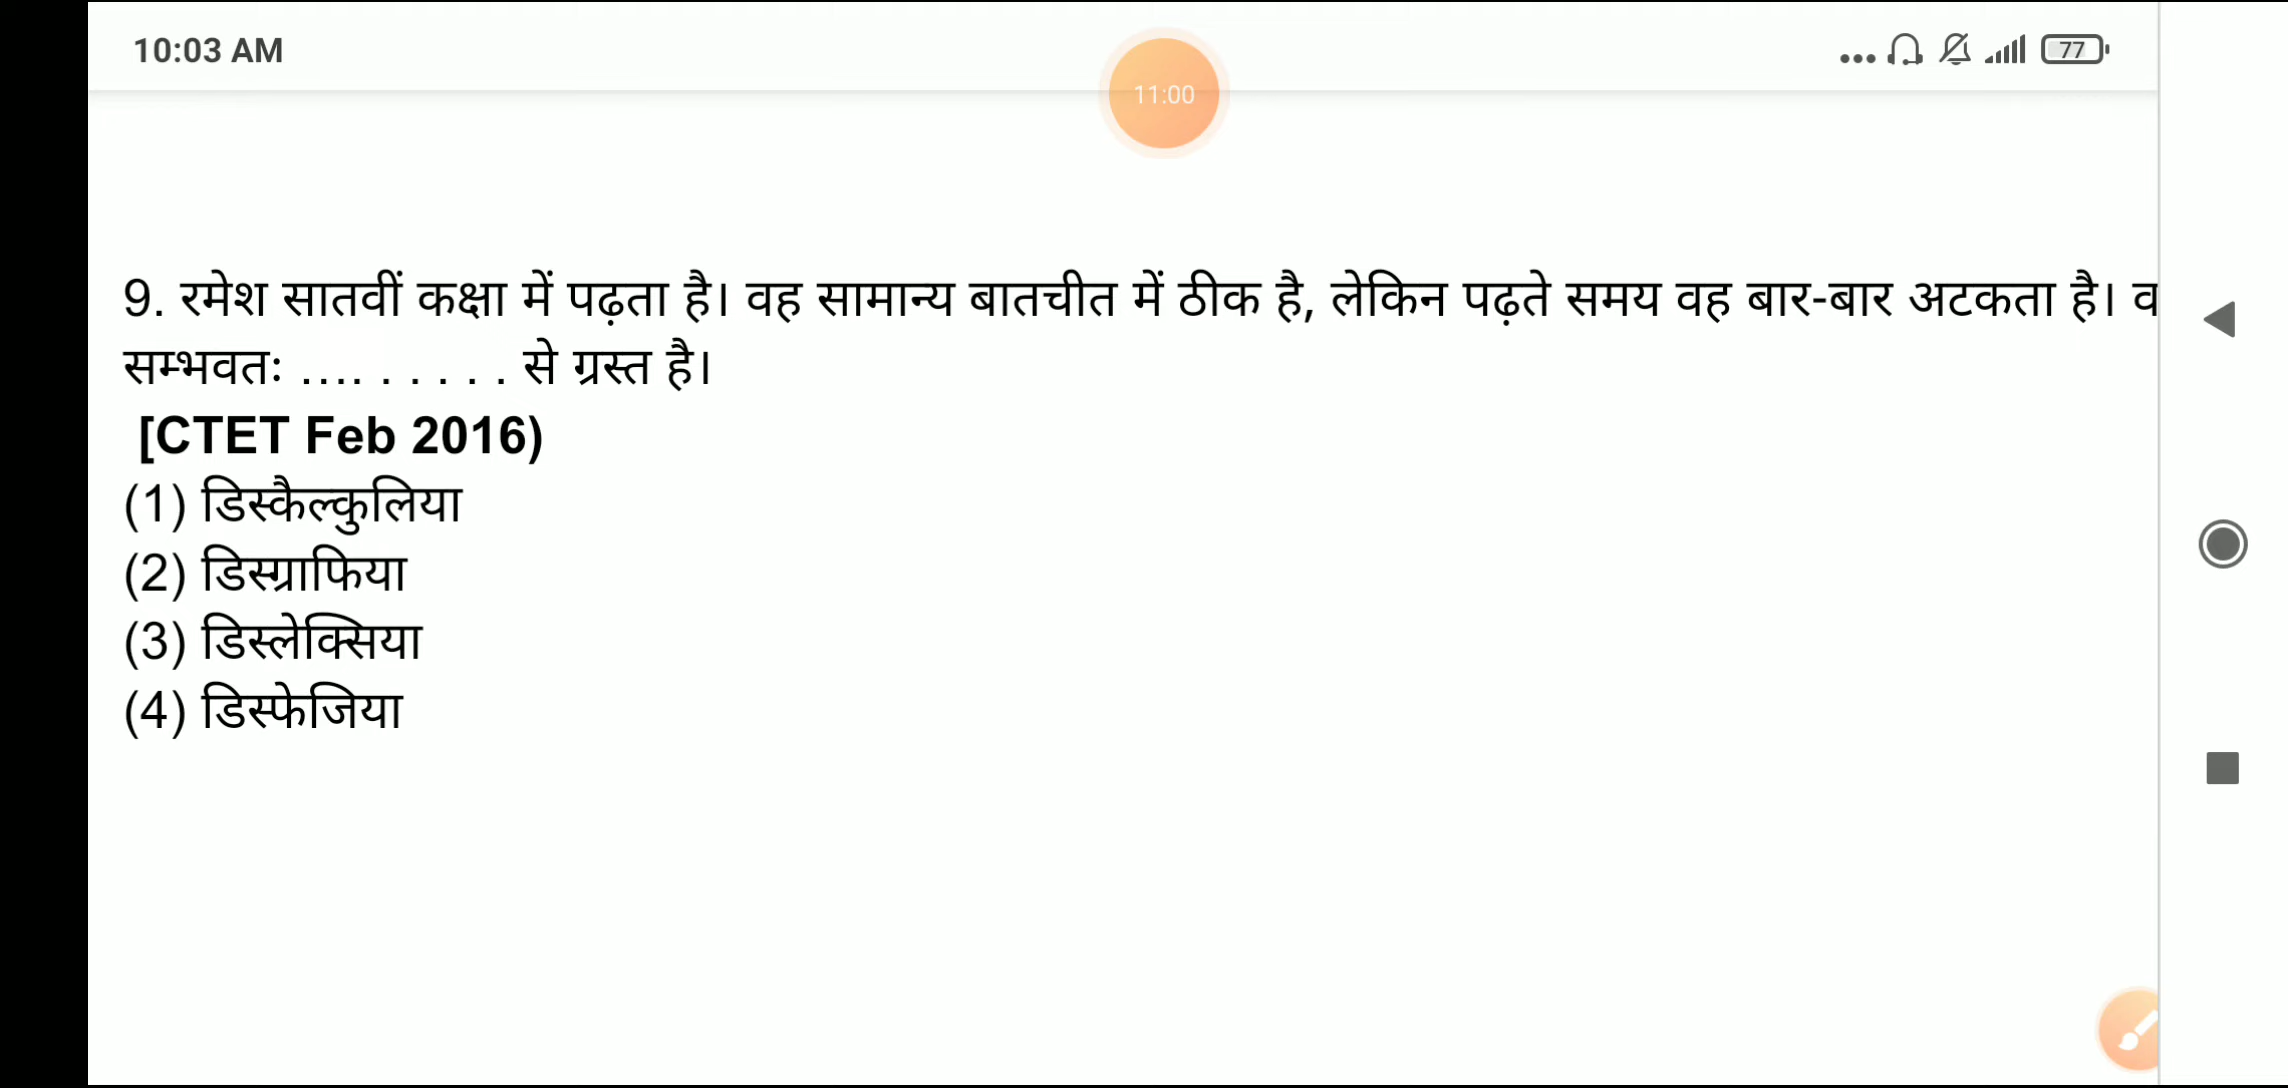 10:03 AM
77
11:00
9. रमेश सातवीं कक्षा में पढ़ता है। वह सामान्य बातचीत में ठीक है, लेकिन पढ़ते समय वह बार-बार अटकता है। व
सम्भवतः .... . . . . . से ग्रस्त है।
[CTET Feb 2016)
(1) डिस्कैल्कुलिया
(2) डिस्ग्राफिया
(3) डिस्लेक्सिया
(4) डिस्फेजिया